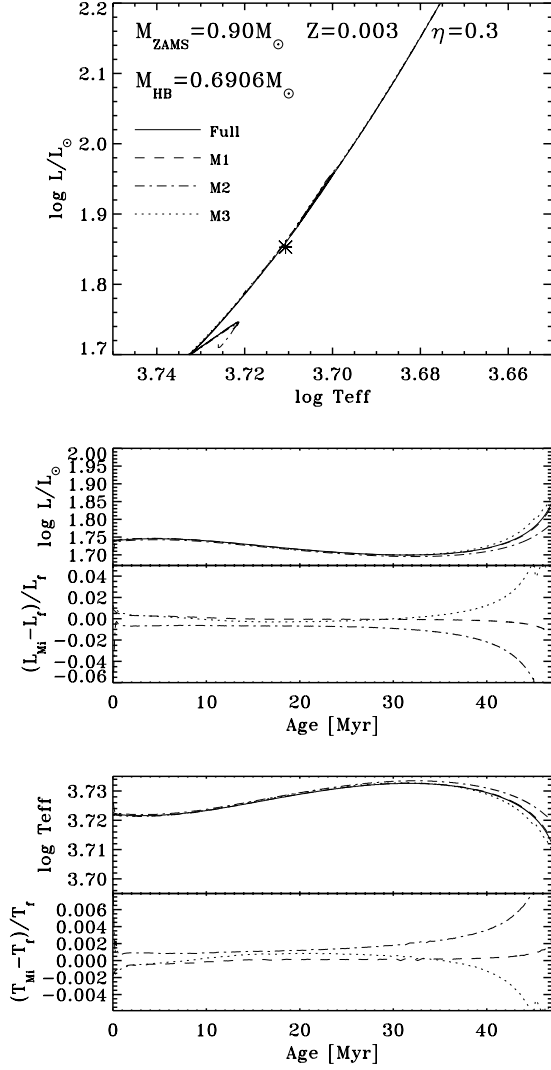 2.2
M_ZAMS=0.90M_⊙ Z=0.003 η=0.3
2.1
M_HB=0.6906M_⊙
Full
2.0
M1
M2
M3
log L/L_⊙
1.9
1.8
1.7
3.74 3.72 3.70 3.68 3.66
log Teff
2.00
1.95
1.90
1.85
1.80
1.75
1.70
log L/L_⊙
0.04
0.02
0.00
−0.02
−0.04
−0.06
(L_Mi−L_f)/L_f
0 10 20 30 40
Age [Myr]
3.73
3.72
3.71
3.70
log Teff
0.006
0.004
0.002
0.000
−0.002
−0.004
(T_Mi−T_f)/T_f
0 10 20 30 40
Age [Myr]